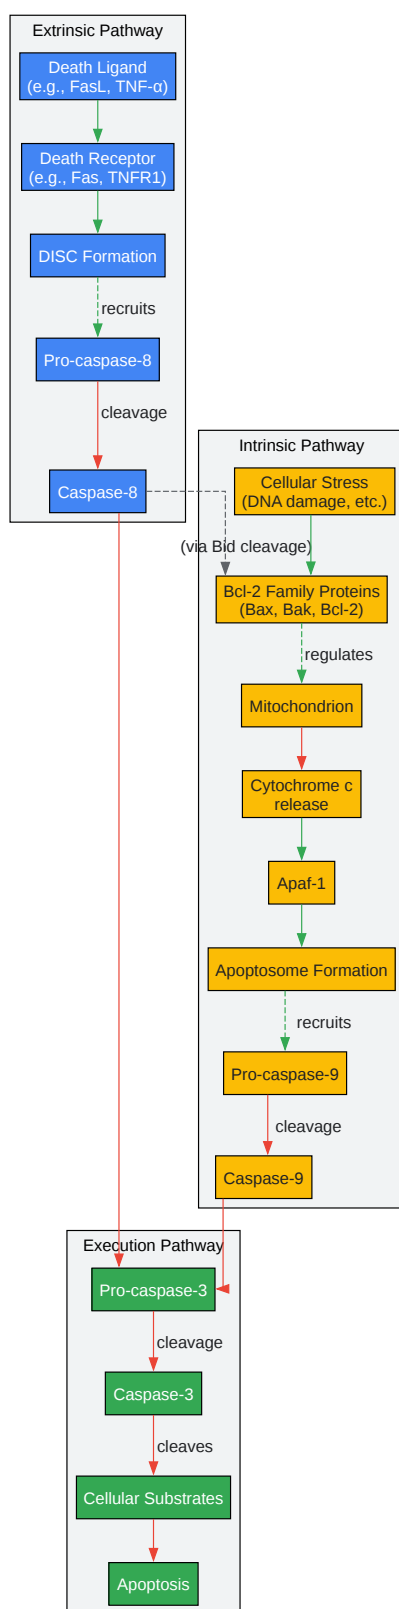 Extrinsic Pathway
Death Ligand
(e.g., FasL, TNF-α)
Death Receptor
(e.g., Fas, TNFR1)
DISC Formation
recruits
Pro-caspase-8
cleavage
Caspase-8
Intrinsic Pathway
Cellular Stress
(DNA damage, etc.)
(via Bid cleavage)
Bcl-2 Family Proteins
(Bax, Bak, Bcl-2)
regulates
Mitochondrion
Cytochrome c
release
Apaf-1
Apoptosome Formation
recruits
Pro-caspase-9
cleavage
Caspase-9
Execution Pathway
Pro-caspase-3
cleavage
Caspase-3
cleaves
Cellular Substrates
Apoptosis